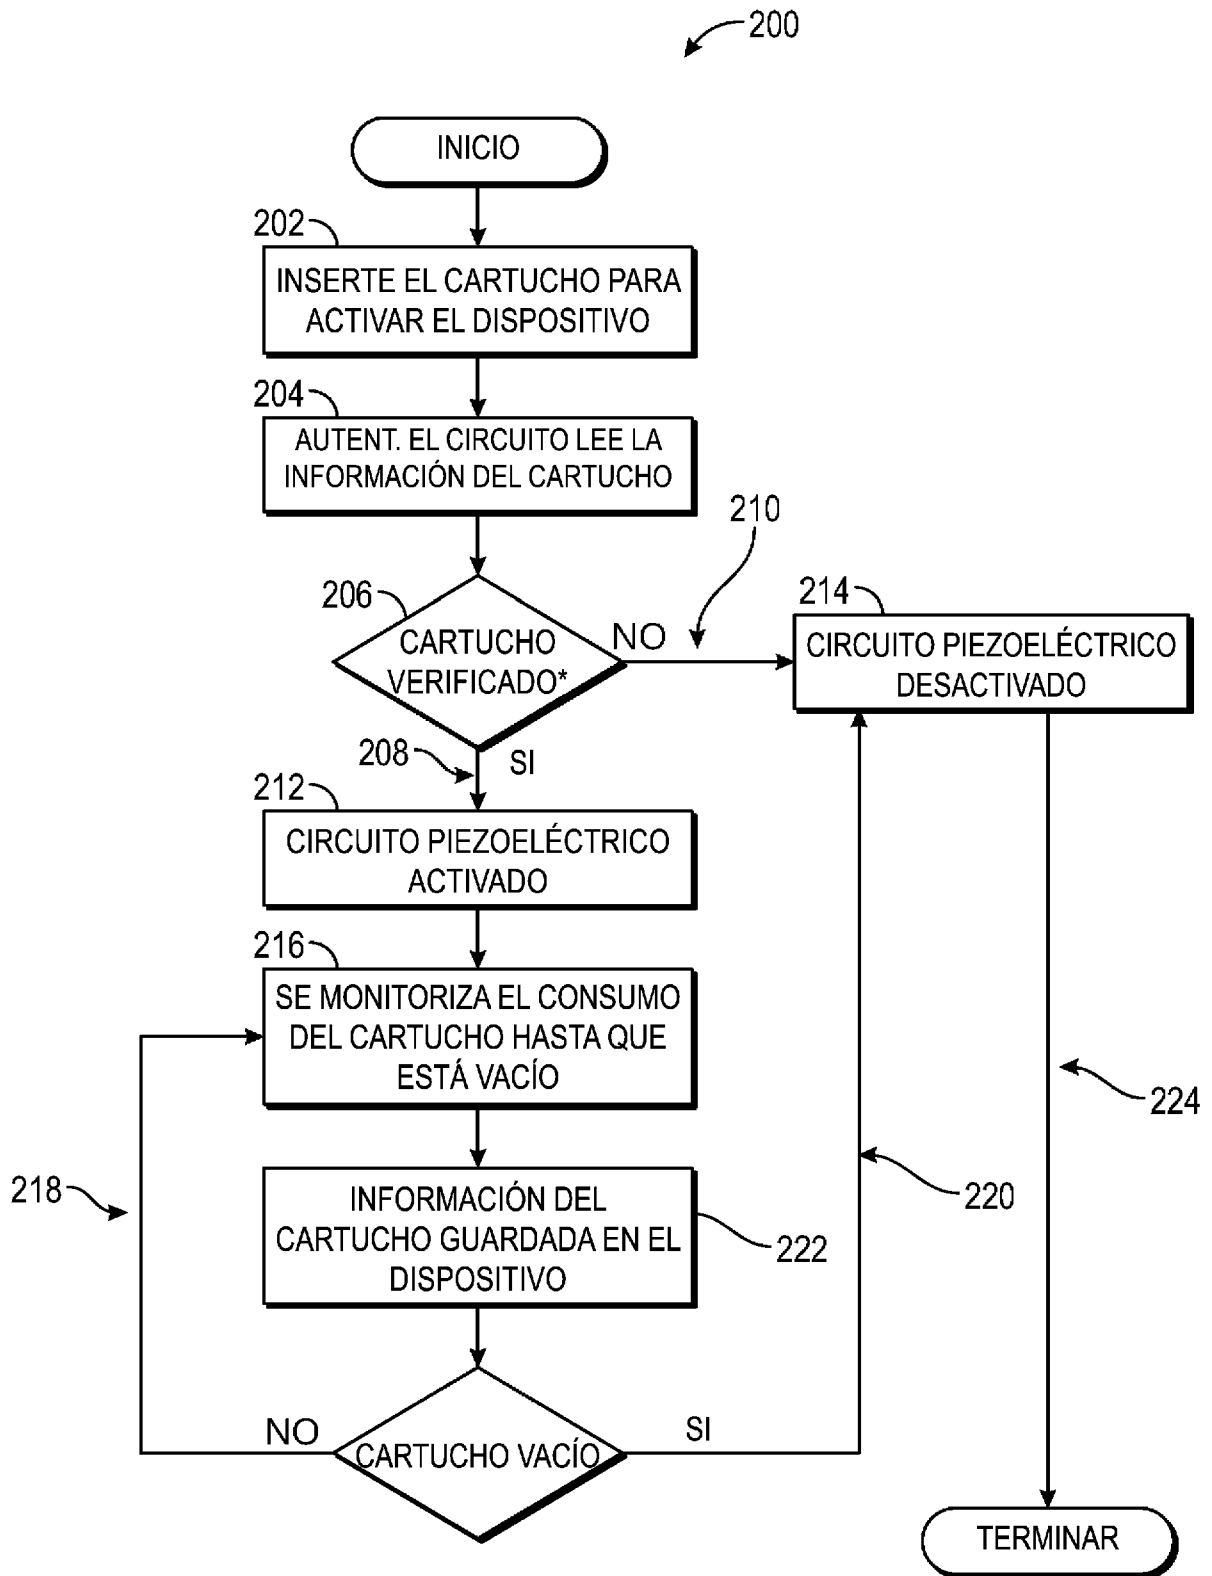 200
INICIO
202
INSERTE EL CARTUCHO PARA
ACTIVAR EL DISPOSITIVO
204
AUTENT. EL CIRCUITO LEE LA
INFORMACIÓN DEL CARTUCHO
206
CARTUCHO
VERIFICADO*
NO
210
214
CIRCUITO PIEZOELÉCTRICO
DESACTIVADO
208
SI
212
CIRCUITO PIEZOELÉCTRICO
ACTIVADO
216
SE MONITORIZA EL CONSUMO
DEL CARTUCHO HASTA QUE
ESTÁ VACÍO
224
218
220
INFORMACIÓN DEL
CARTUCHO GUARDADA EN EL
DISPOSITIVO
222
NO
CARTUCHO VACÍO
SI
TERMINAR